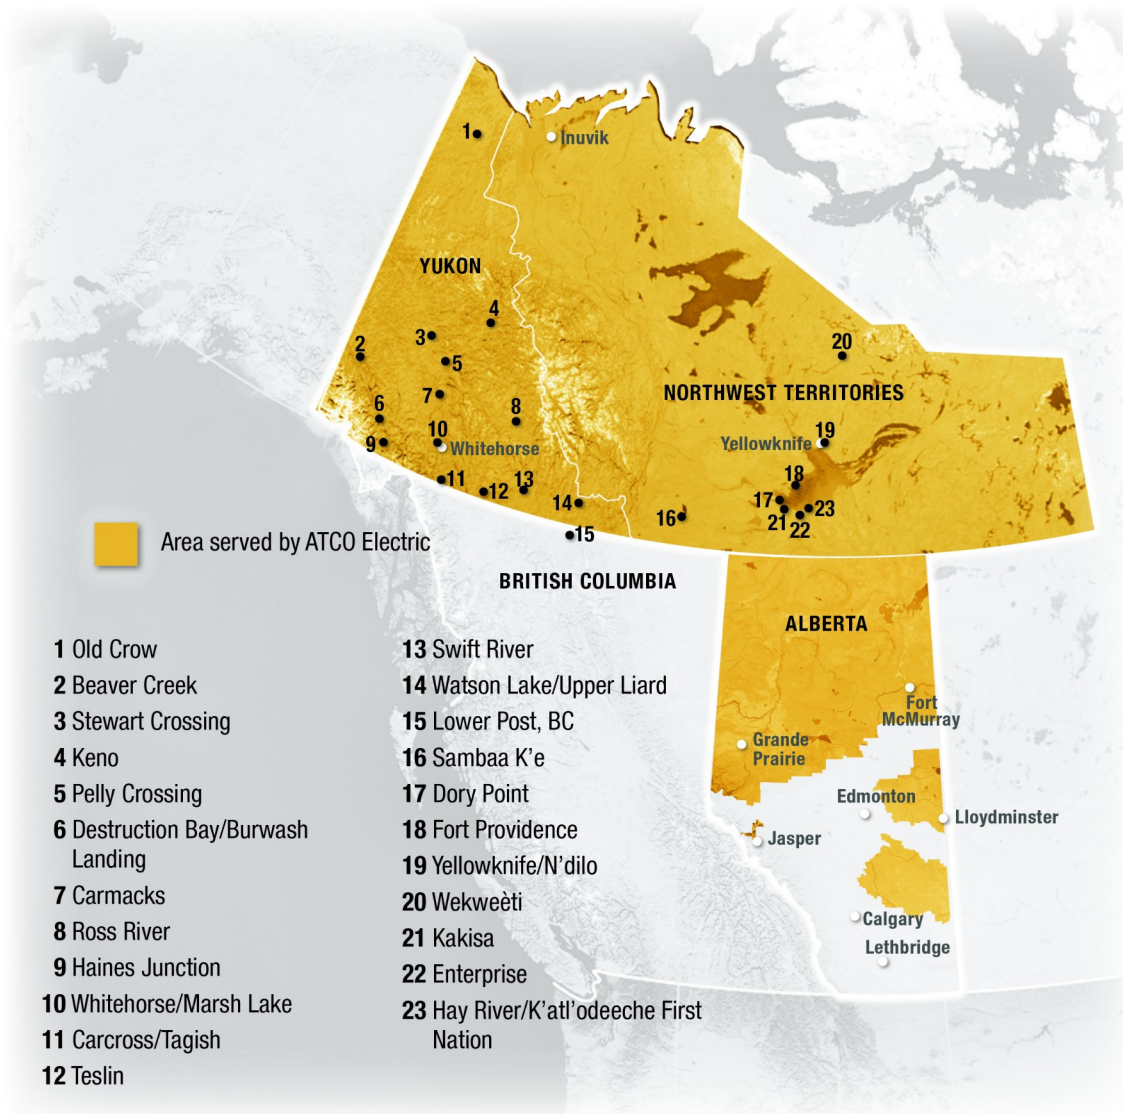 1
Inuvik
YUKON
4
3
20
2
5
NORTHWEST TERRITORIES
7
6
8
10
19
9
Whitehorse
Yellowknife
11
12
13
18
14
17
23
16
21
22
15
Area served by ATCO Electric
BRITISH COLUMBIA
ALBERTA
Fort
McMurray
Grande
Prairie
Edmonton
Lloydminster
Jasper
Calgary
Lethbridge
1 Old Crow
2 Beaver Creek
3 Stewart Crossing
4 Keno
5 Pelly Crossing
6 Destruction Bay/Burwash
Landing
7 Carmacks
8 Ross River
9 Haines Junction
10 Whitehorse/Marsh Lake
11 Carcross/Tagish
12 Teslin
13 Swift River
14 Watson Lake/Upper Liard
15 Lower Post, BC
16 Sambaa K’e
17 Dory Point
18 Fort Providence
19 Yellowknife/N’dilo
20 Wekweèti
21 Kakisa
22 Enterprise
23 Hay River/K’atl’odeeche First
Nation